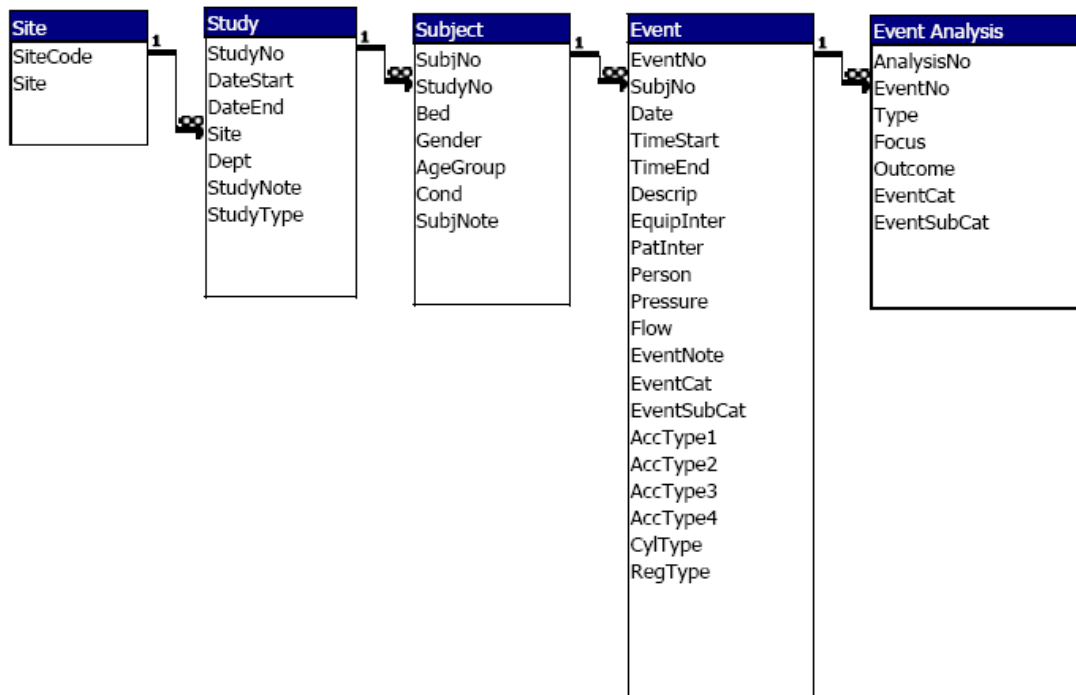 Site
SiteCode
Site
1
∞
Study
StudyNo
DateStart
DateEnd
Site
Dept
StudyNote
StudyType
1
∞
Subject
SubjNo
StudyNo
Bed
Gender
AgeGroup
Cond
SubjNote
1
∞
Event
EventNo
SubjNo
Date
TimeStart
TimeEnd
Descrip
EquipInter
PatInter
Person
Pressure
Flow
EventNote
EventCat
EventSubCat
AccType1
AccType2
AccType3
AccType4
CylType
RegType
1
∞
Event Analysis
AnalysisNo
EventNo
Type
Focus
Outcome
EventCat
EventSubCat